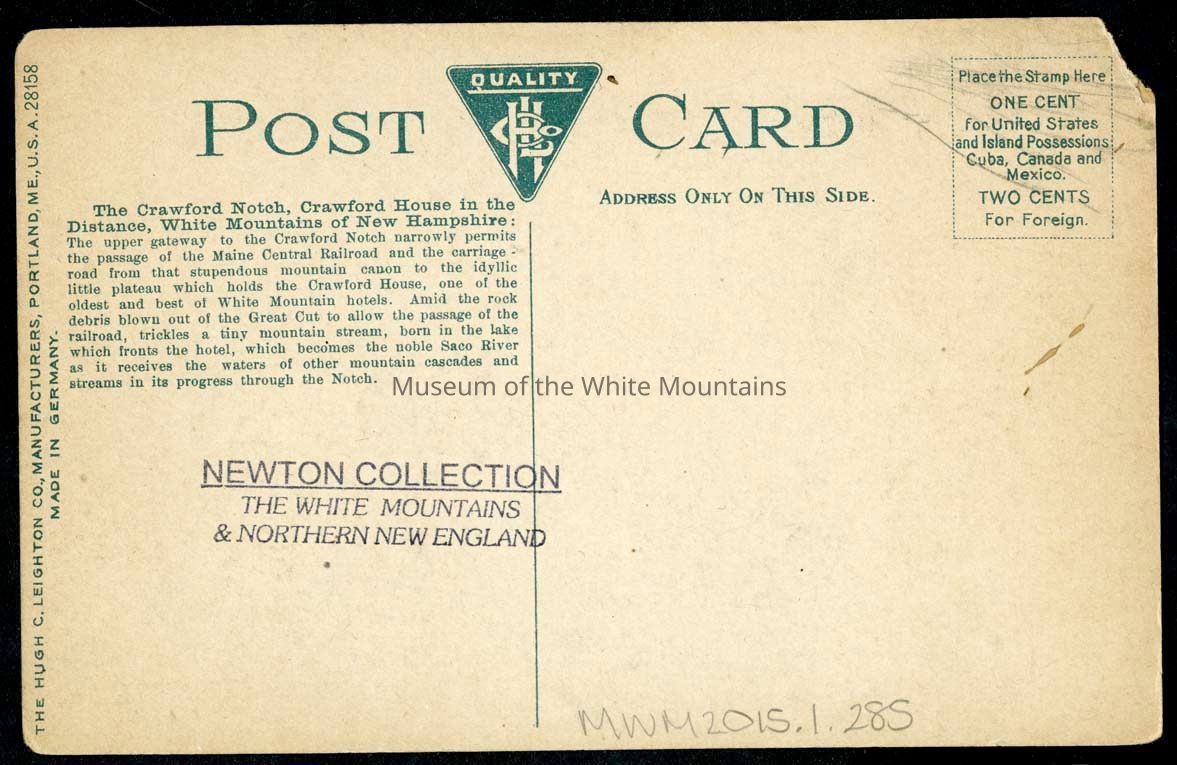 THE HUGH C. LEIGHTON CO., MANUFACTURERS, PORTLAND, ME., U.S.A. 28158
MADE IN GERMANY.
POST CARD
QUALITY
ADDRESS ONLY ON THIS SIDE.
Place the Stamp Here
ONE CENT
for United States
and Island Possessions
Cuba, Canada and
Mexico.
TWO CENTS
For Foreign.
The Crawford Notch, Crawford House in the
Distance, White Mountains of New Hampshire:
The upper gateway to the Crawford Notch narrowly permits
the passage of the Maine Central Railroad and the carriage-
road from that stupendous mountain canon to the idyllic
little plateau which holds the Crawford House, one of the
oldest and best of White Mountain hotels. Amid the rock
debris blown out of the Great Cut to allow the passage of the
railroad, trickles a tiny mountain stream, born in the lake
which fronts the hotel, which becomes the noble Saco River
as it receives the waters of other mountain cascades and
streams in its progress through the Notch.
Museum of the White Mountains
NEWTON COLLECTION
THE WHITE MOUNTAINS
& NORTHERN NEW ENGLAND
MWM2015.1.285